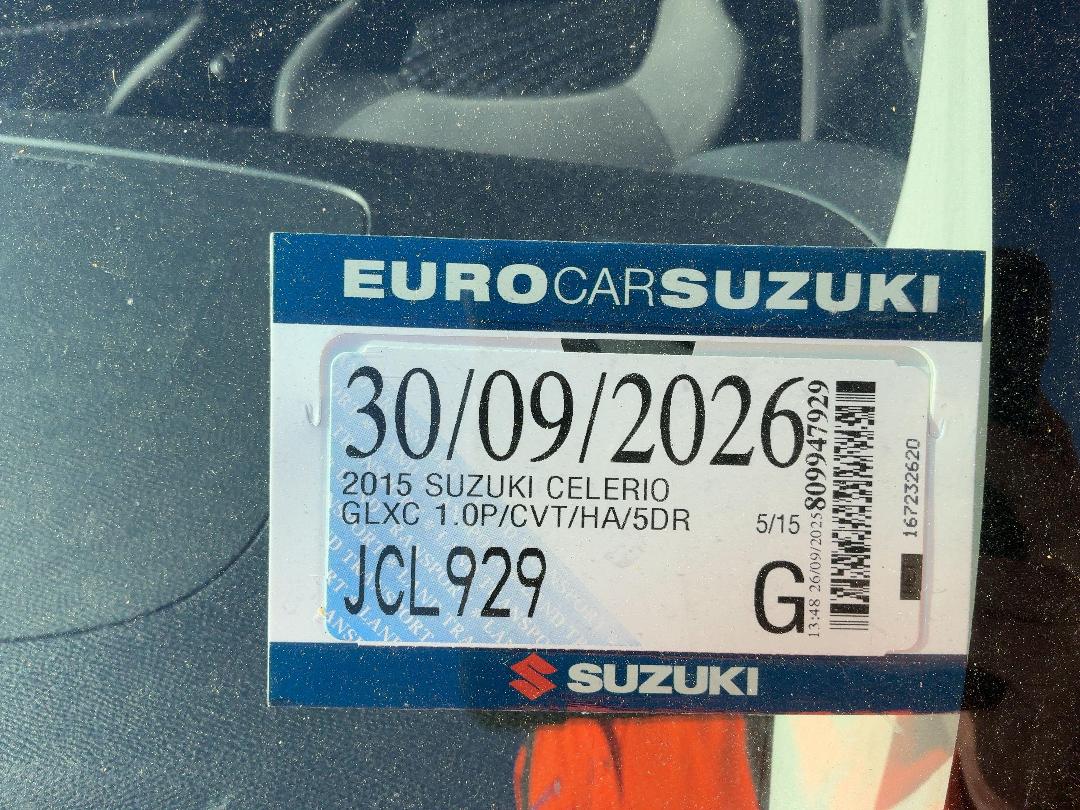 EUROCARSUZUKI
30/09/2026
2015 SUZUKI CELERIO
GLXC 1.0P/CVT/HA/5DR
5/15
JCL929
G
13:48 26/09/2025 809947929
167232620
SUZUKI